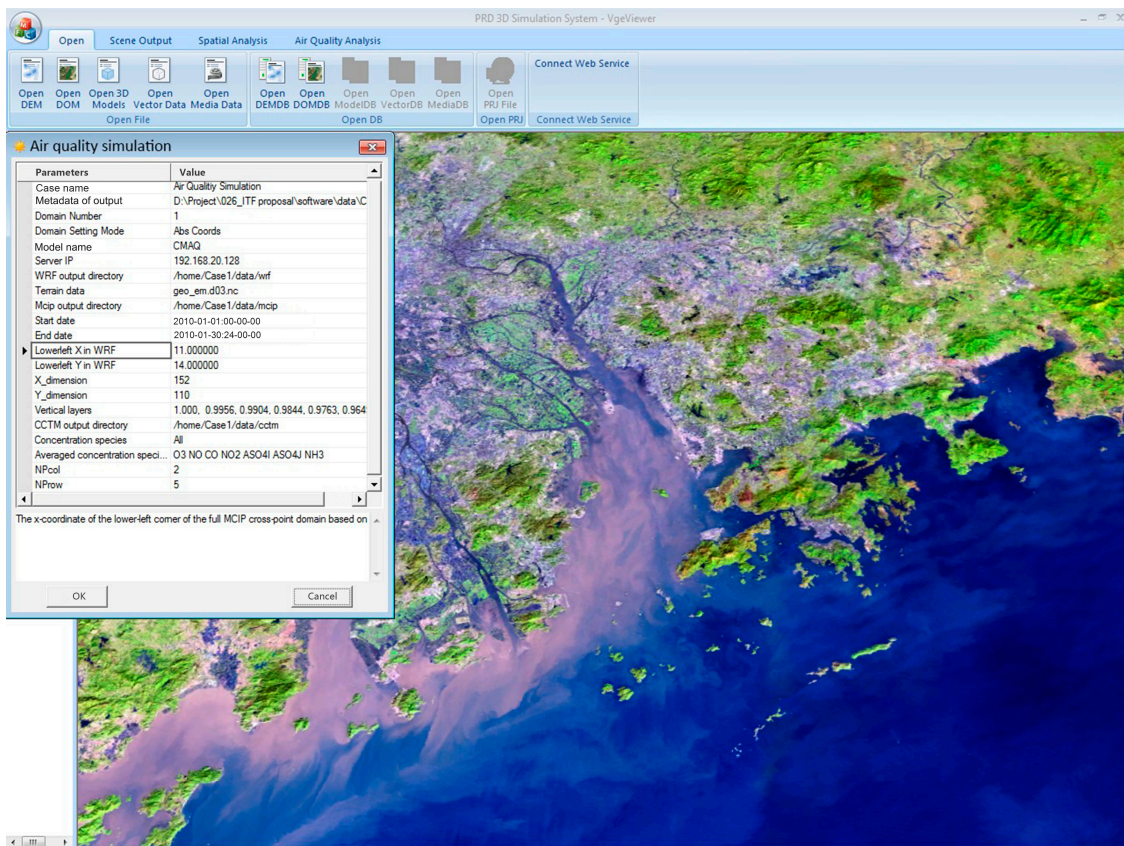 PRD 3D Simulation System - VgeViewer
Open Scene Output Spatial Analysis Air Quality Analysis
Open DEM
Open DOM
Open 3D Models
Open Vector Data
Open Media Data
Open DEMDB
Open DOMDB
Open ModelDB
Open VectorDB
Open MediaDB
Open PRJ File
Connect Web Service
Open File Open DB Open PRJ Connect Web Service
Air quality simulation
Parameters Value
Case name Air Qualitiy Simulation
Metadata of output D:\Project\026_ITF proposal\software\data\C
Domain Number 1
Domain Setting Mode Abs Coords
Model name CMAQ
Server IP 192.168.20.128
WRF output directory /home/Case1/data/wrf
Terrain data geo_em.d03.nc
Mcip output directory /home/Case1/data/mcip
Start date 2010-01-01:00-00-00
End date 2010-01-30:24-00-00
Lowerleft X in WRF 11.000000
Lowerleft Y in WRF 14.000000
X_dimension 152
Y_dimension 110
Vertical layers 1.000, 0.9956, 0.9904, 0.9844, 0.9763, 0.964
CCTM output directory /home/Case1/data/cctm
Concentration species All
Averaged concentration speci... O3 NO CO NO2 ASO4I ASO4J NH3
NPcol 2
NProw 5
The x-coordinate of the lower-left corner of the full MCIP cross-point domain based on
OK Cancel